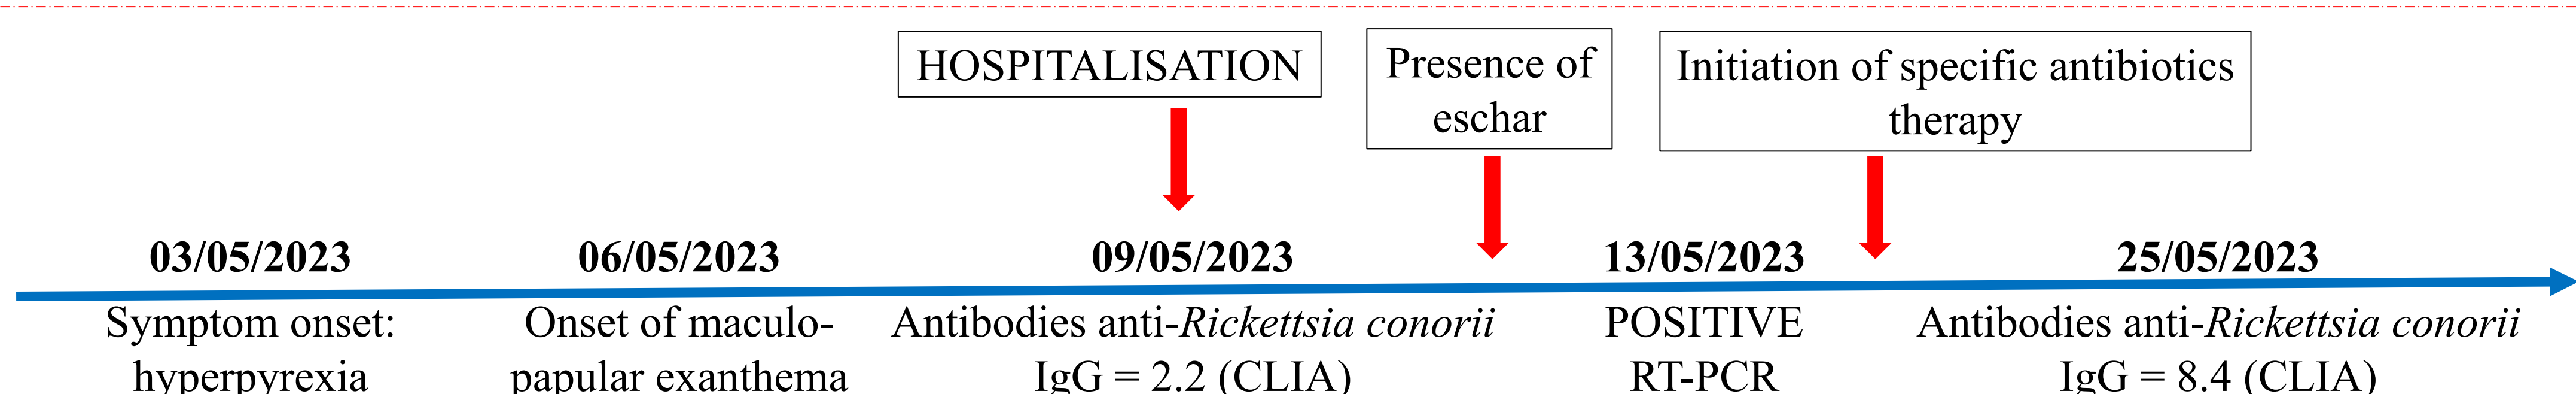 HOSPITALISATION
Presence of
eschar
Initiation of specific antibiotics
therapy
03/05/2023
06/05/2023
09/05/2023
13/05/2023
25/05/2023
Symptom onset:
hyperpyrexia
Onset of maculo-
papular exanthema
Antibodies anti-Rickettsia conorii
IgG = 2.2 (CLIA)
POSITIVE
RT-PCR
Antibodies anti-Rickettsia conorii
IgG = 8.4 (CLIA)